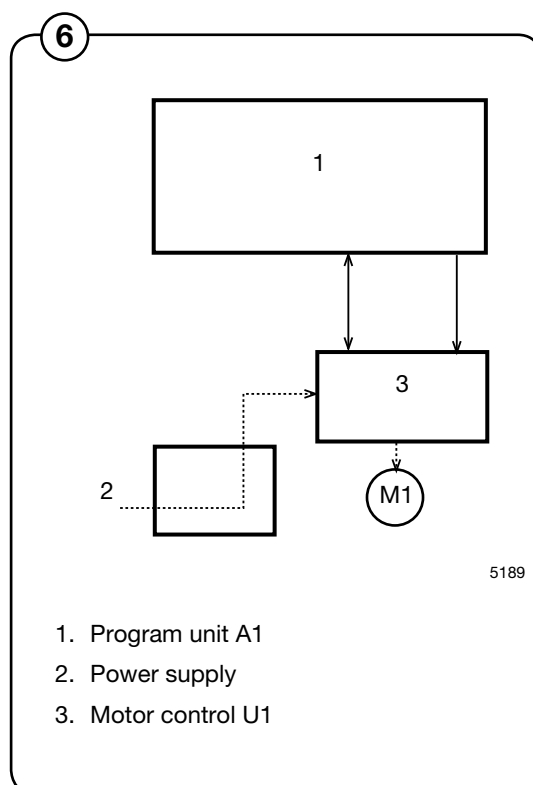 6
1
3
2
M1
5189
1. Program unit A1
2. Power supply
3. Motor control U1